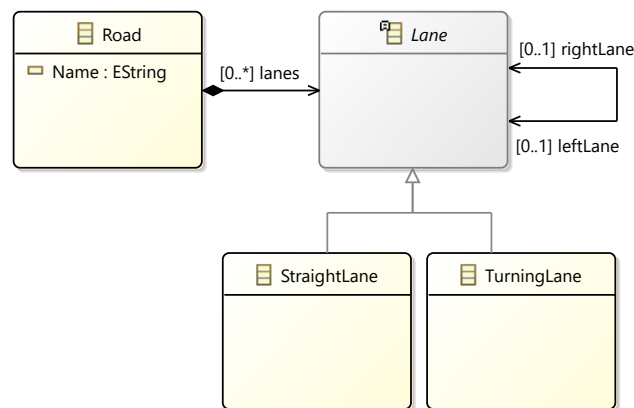 Road
Name : EString
[0..*] lanes
Lane
[0..1] rightLane
[0..1] leftLane
StraightLane
TurningLane